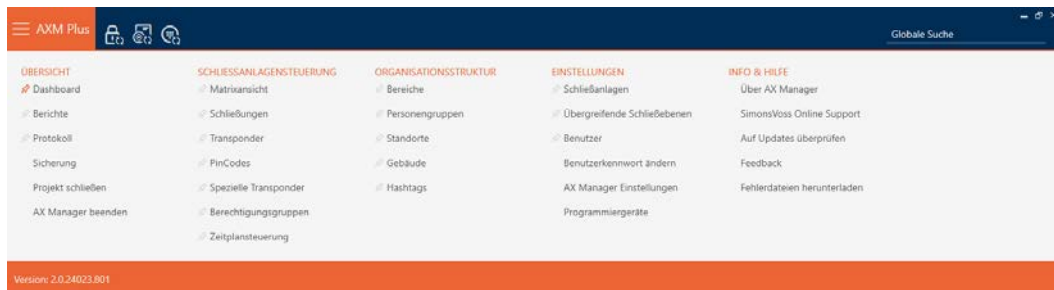 AXM Plus
Globale Suche
ÜBERSICHT
Dashboard
Berichte
Protokoll
Sicherung
Projekt schließen
AX Manager beenden
SCHLIESSANLAGENSTEUERUNG
Matrixansicht
Schließungen
Transponder
PinCodes
Spezielle Transponder
Berechtigungsgruppen
Zeitplansteuerung
ORGANISATIONSSTRUKTUR
Bereiche
Personengruppen
Standorte
Gebäude
Hashtags
EINSTELLUNGEN
Schließanlagen
Übergreifende Schließebenen
Benutzer
Benutzerkennwort ändern
AX Manager Einstellungen
Programmiergeräte
INFO & HILFE
Über AX Manager
SimonsVoss Online Support
Auf Updates überprüfen
Feedback
Fehlerdateien herunterladen
Version: 2.0.24023.801